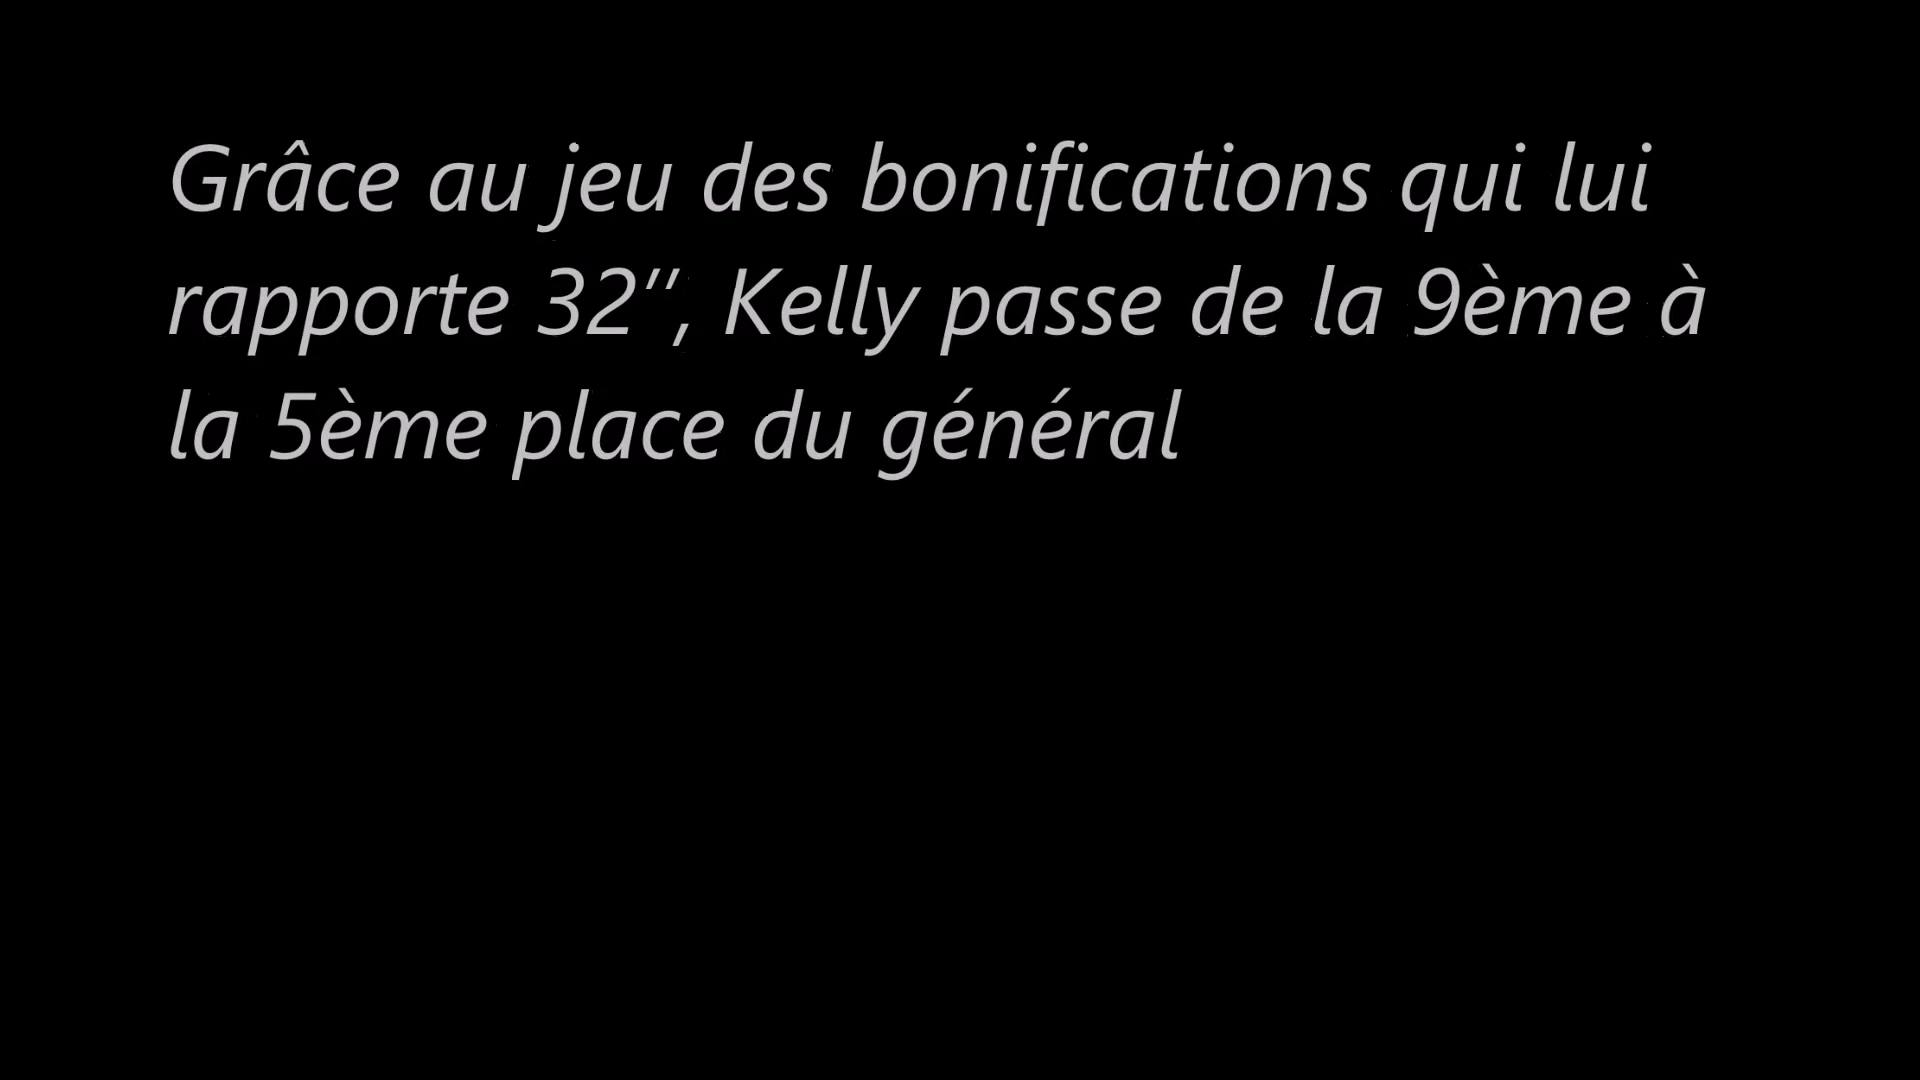 Grâce au jeu des bonifications qui lui
rapporte 32’’, Kelly passe de la 9ème à
la 5ème place du général